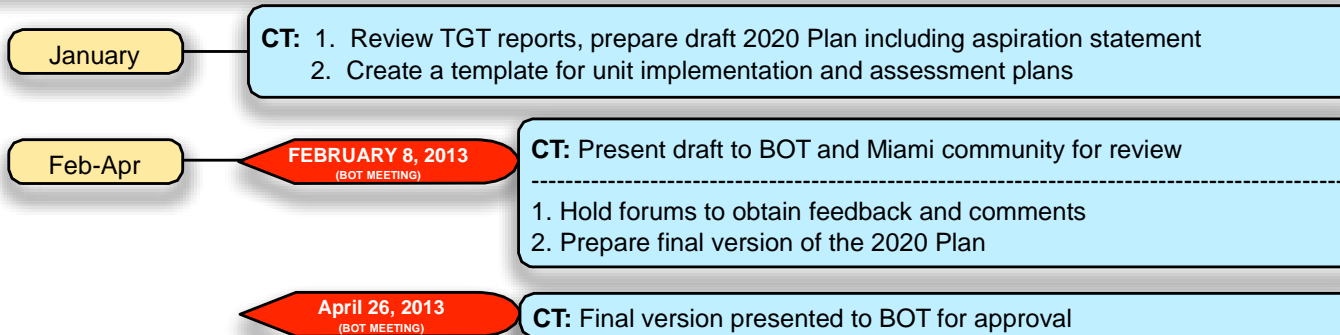 January
CT: 1. Review TGT reports, prepare draft 2020 Plan including aspiration statement
2. Create a template for unit implementation and assessment plans
Feb-Apr
FEBRUARY 8, 2013
(BOT MEETING)
CT: Present draft to BOT and Miami community for review
1. Hold forums to obtain feedback and comments
2. Prepare final version of the 2020 Plan
April 26, 2013
(BOT MEETING)
CT: Final version presented to BOT for approval